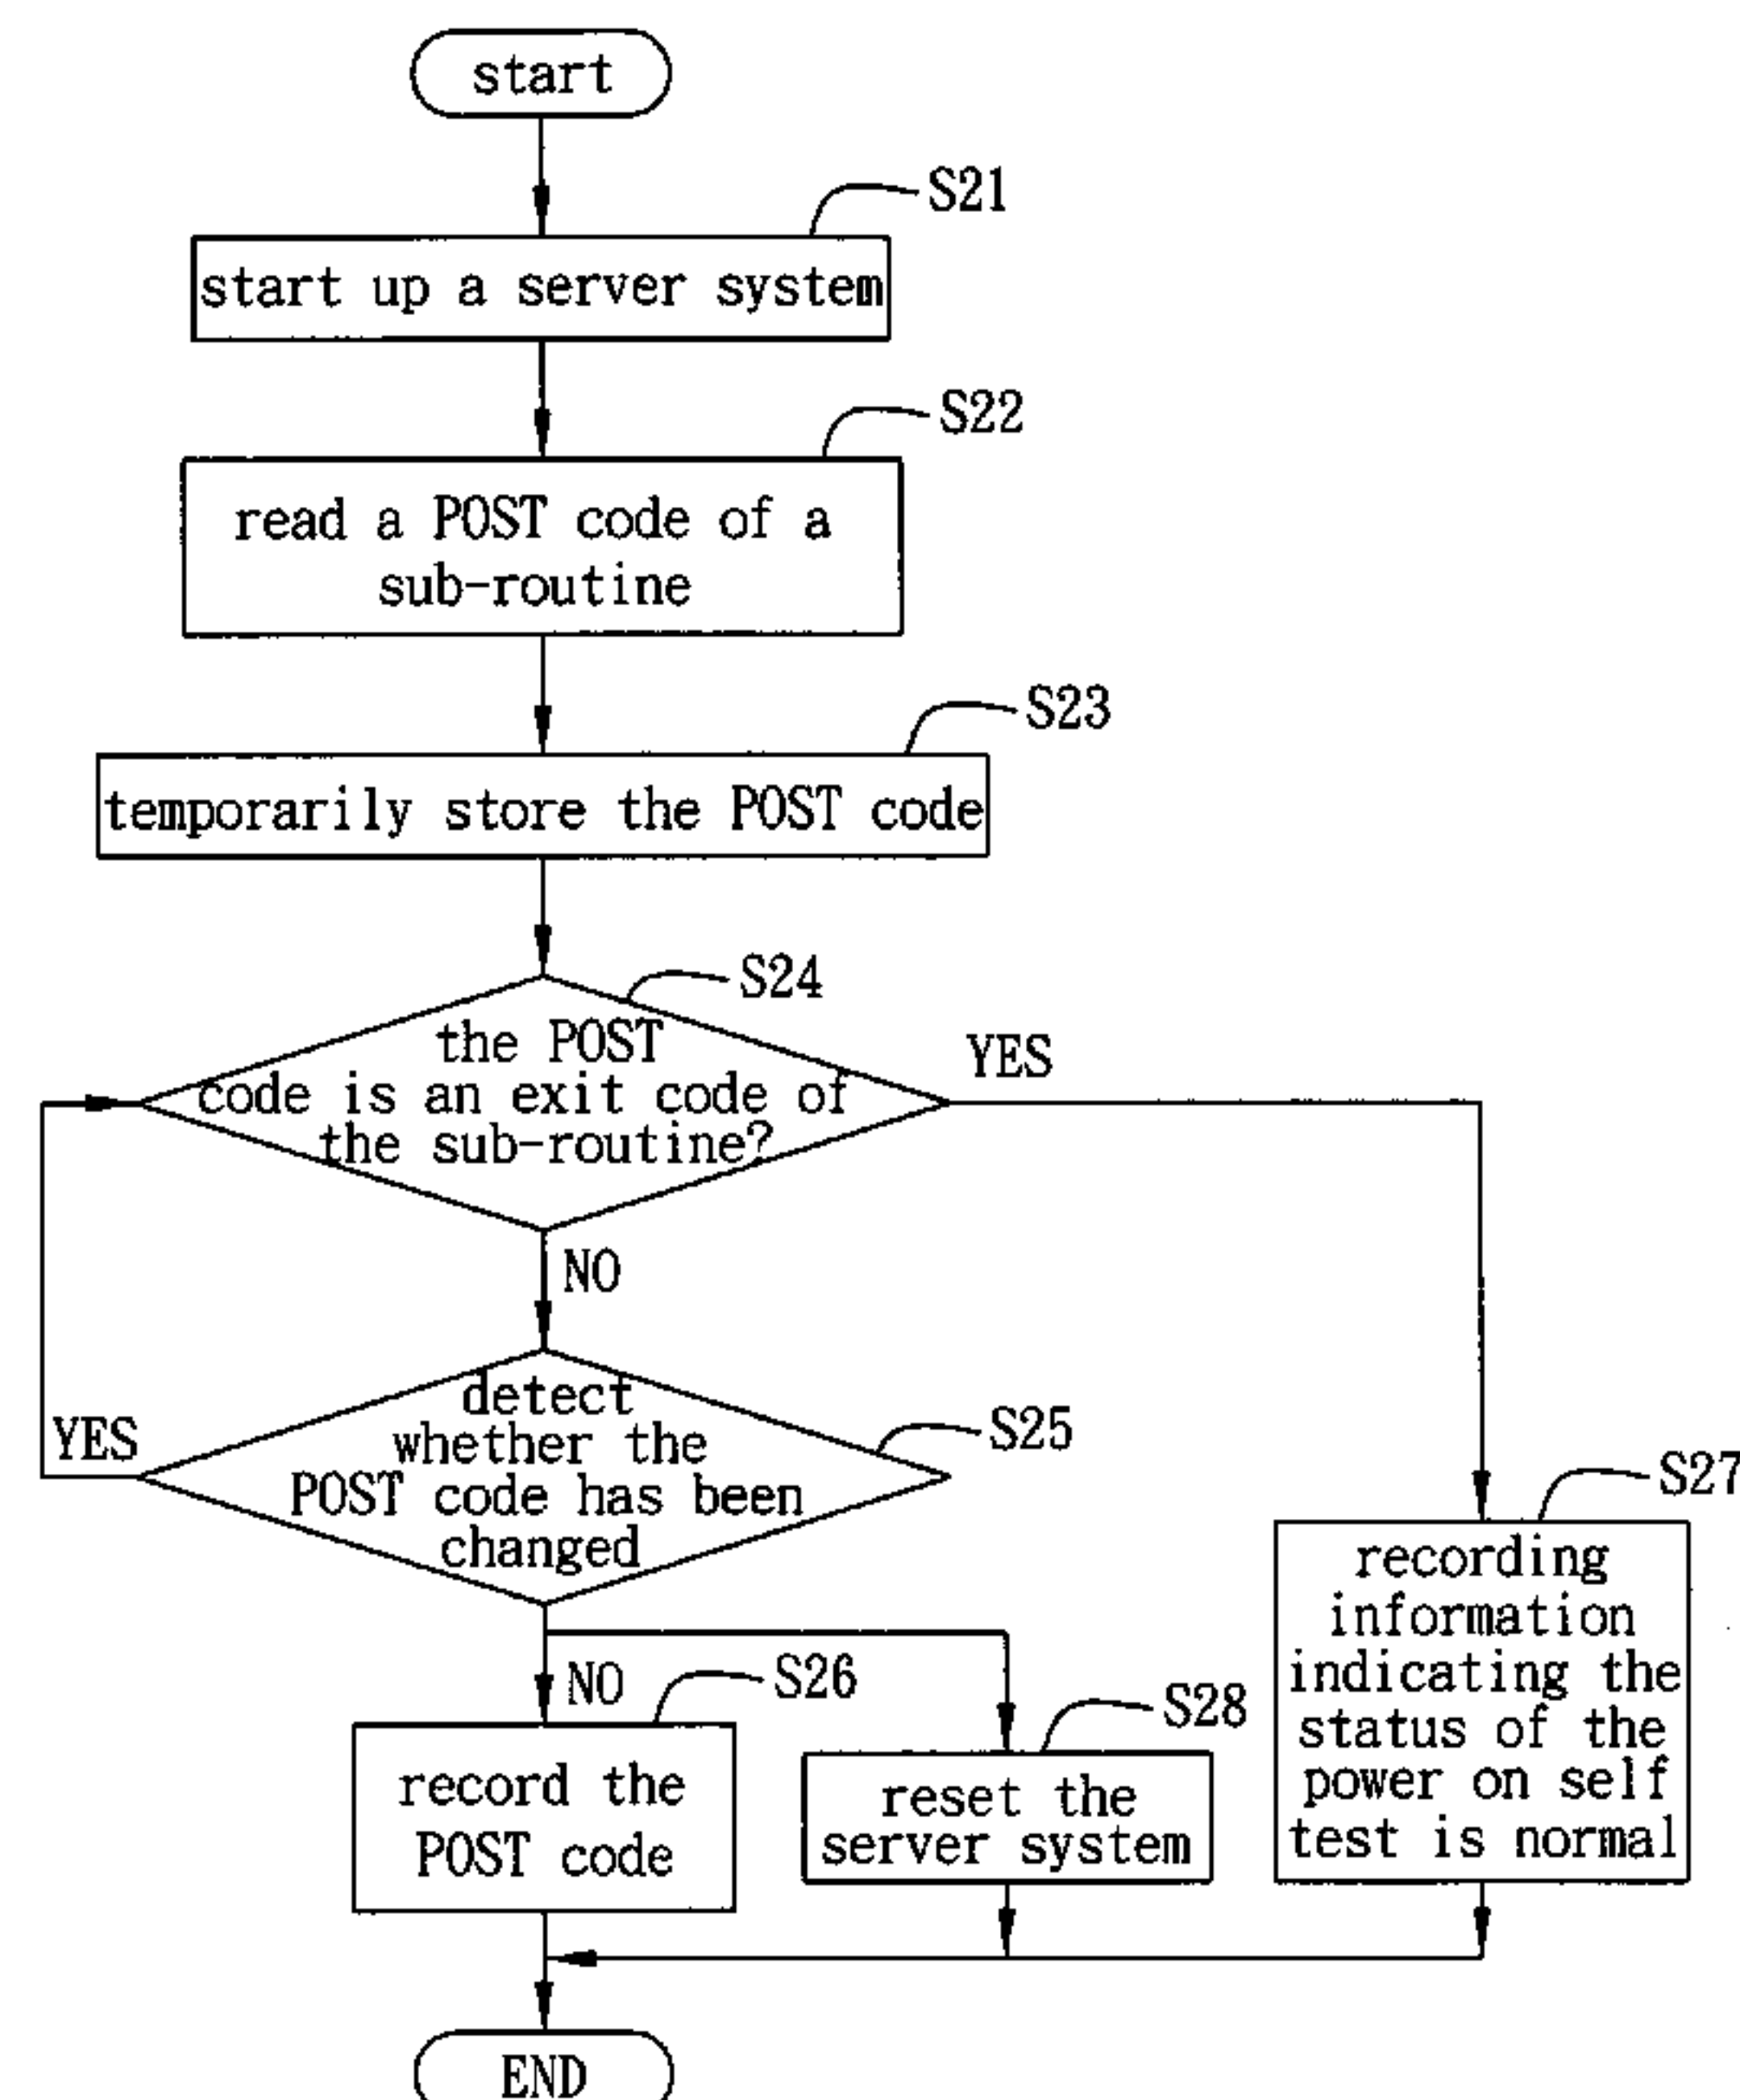 start
S21
start up a server system
S22
read a POST code of a
sub-routine
S23
temporarily store the POST code
S24
the POST
code is an exit code of
the sub-routine?
YES
NO
detect
whether the
POST code has been
changed
S25
YES
S27
recording
information
indicating the
status of the
power on self
test is normal
NO
S26
record the
POST code
S28
reset the
server system
END